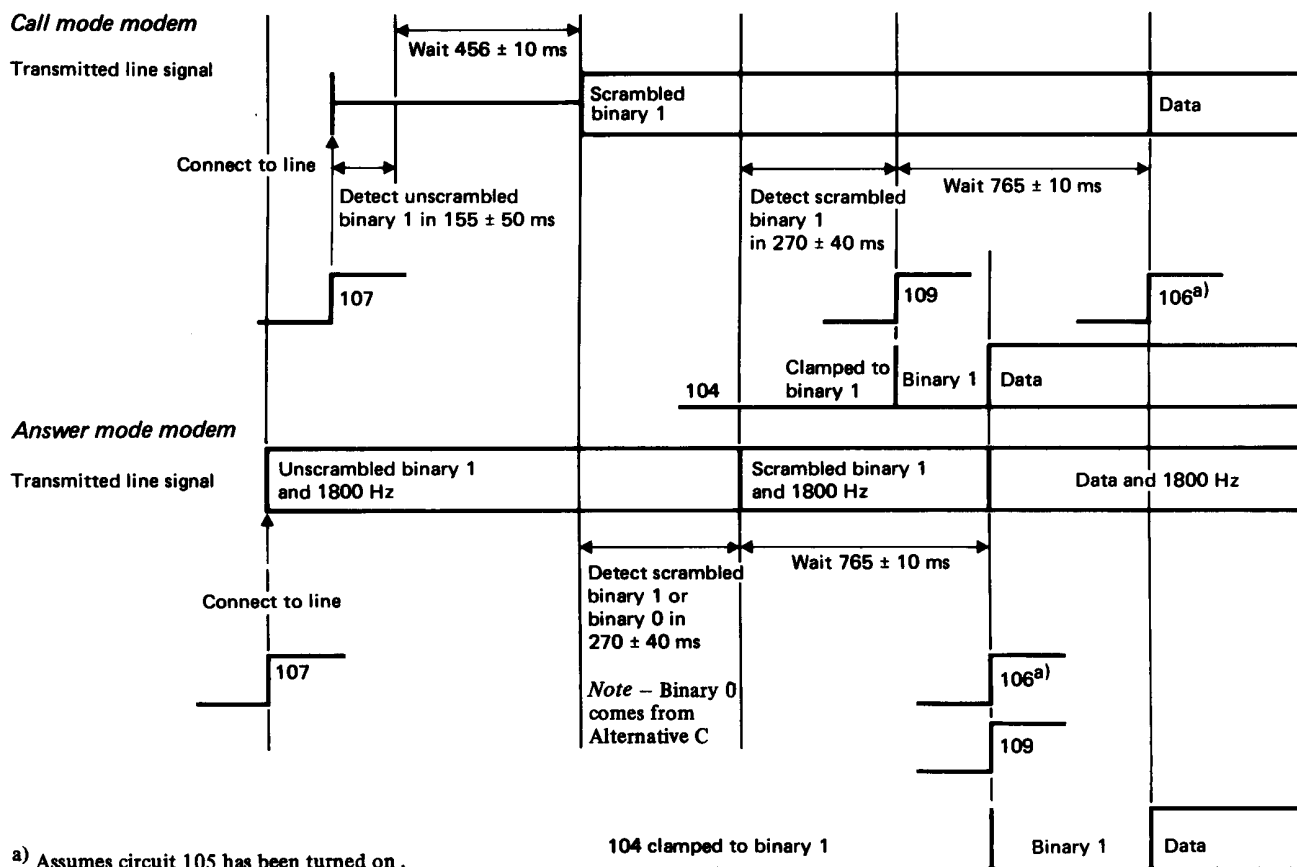 Call mode modem
Wait 456 ± 10 ms
Transmitted line signal
Scrambled
binary 1
Data
Connect to line
Detect unscrambled
binary 1 in 155 ± 50 ms
Detect scrambled
binary 1
in 270 ± 40 ms
Wait 765 ± 10 ms
107
109
106a)
104
Clamped to
binary 1
Binary 1
Data
Answer mode modem
Transmitted line signal
Unscrambled binary 1
and 1800 Hz
Scrambled binary 1
and 1800 Hz
Data and 1800 Hz
Connect to line
Detect scrambled
binary 1 or
binary 0 in
270 ± 40 ms
Wait 765 ± 10 ms
107
Note – Binary 0
comes from
Alternative C
106a)
109
a) Assumes circuit 105 has been turned on .
104 clamped to binary 1
Binary 1
Data